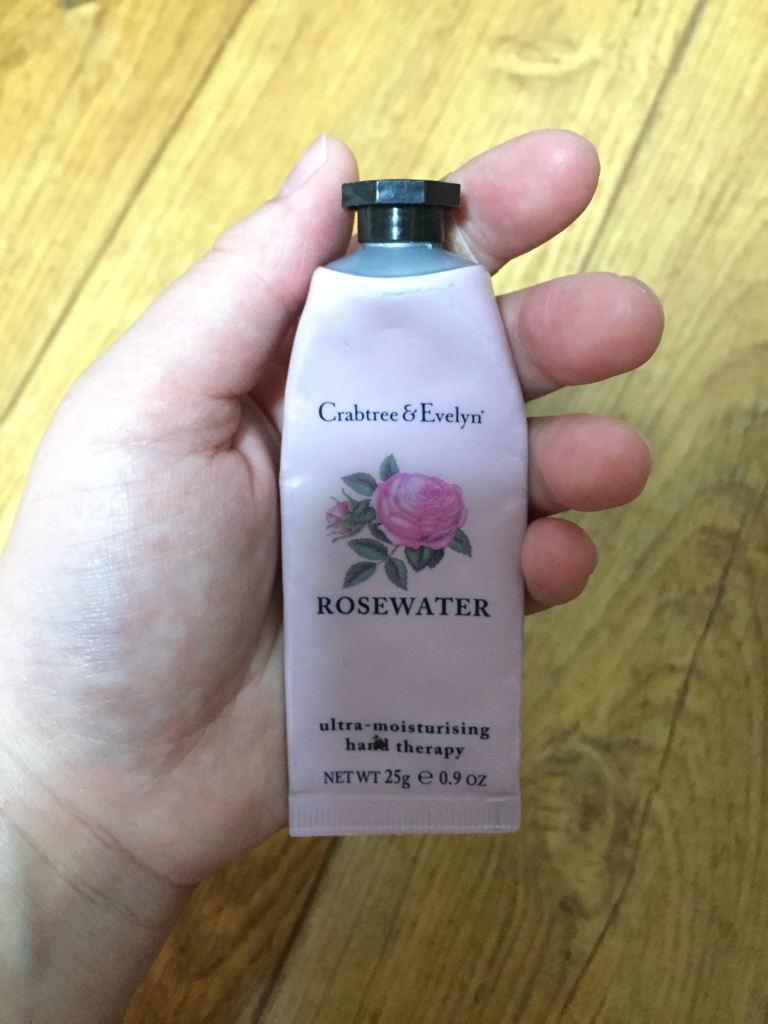 Crabtree & Evelyn®
ROSEWATER
ultra-moisturising
hand therapy
NET WT 25g ℮ 0.9 OZ